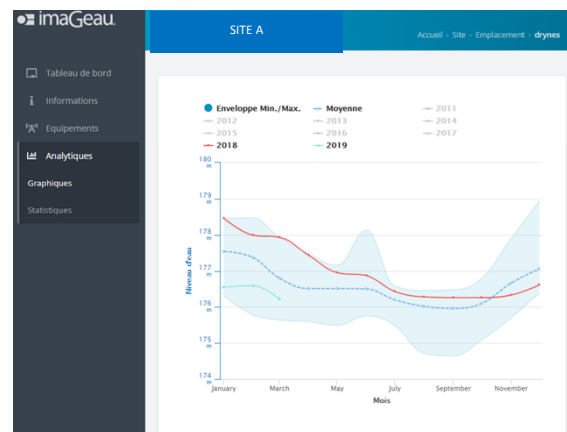 imaGeau.
SITE A
Accueil - Site - Emplacement - drynes
Tableau de bord
Informations
Equipements
Analytiques
Graphiques
Statistiques
Enveloppe Min./Max. Moyenne 2011
2012 2013 2014
2015 2016 2017
2018 2019
180 m
179 m
178 m
177 m
176 m
175 m
174 m
Niveau d'eau
January March May July September November
Mois